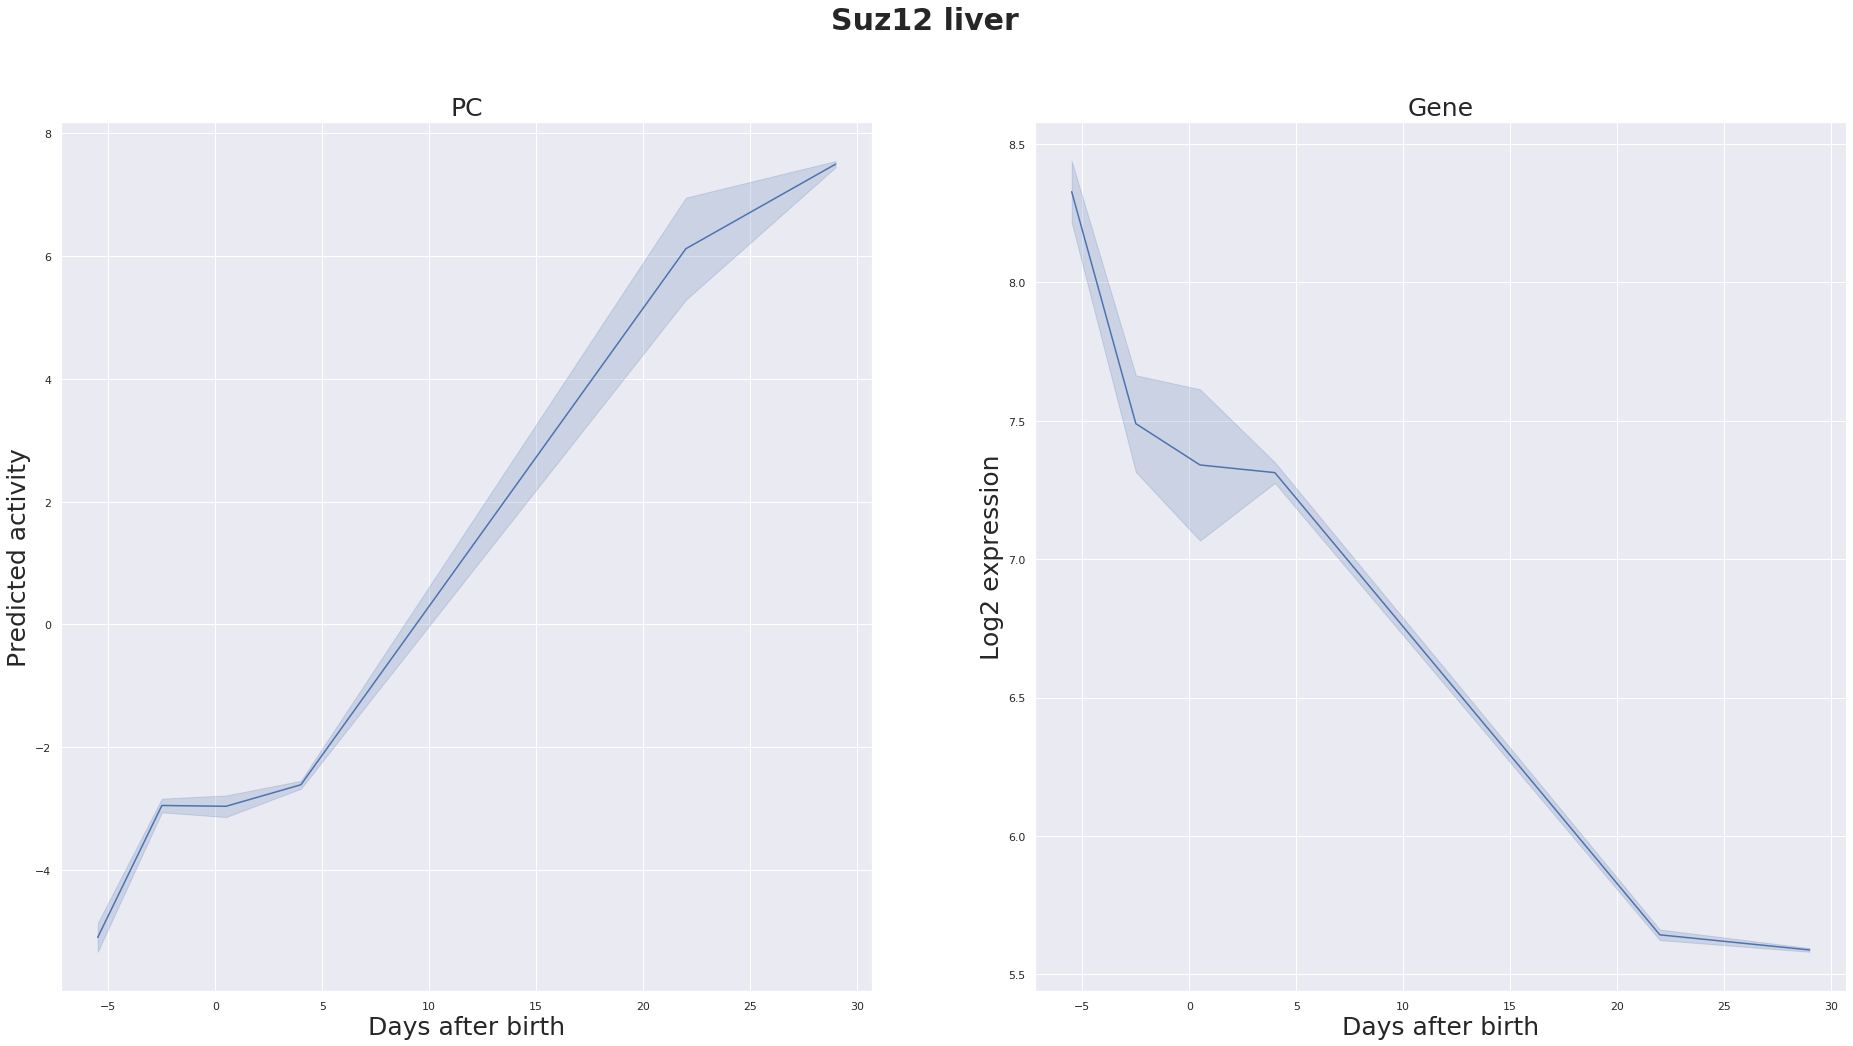 Suz12 liver
PC
8
6
4
2
0
−2
−4
−5 0 5 10 15 20 25 30
Predicted activity
Days after birth
Gene
8.5
8.0
7.5
7.0
6.5
6.0
5.5
−5 0 5 10 15 20 25 30
Log2 expression
Days after birth